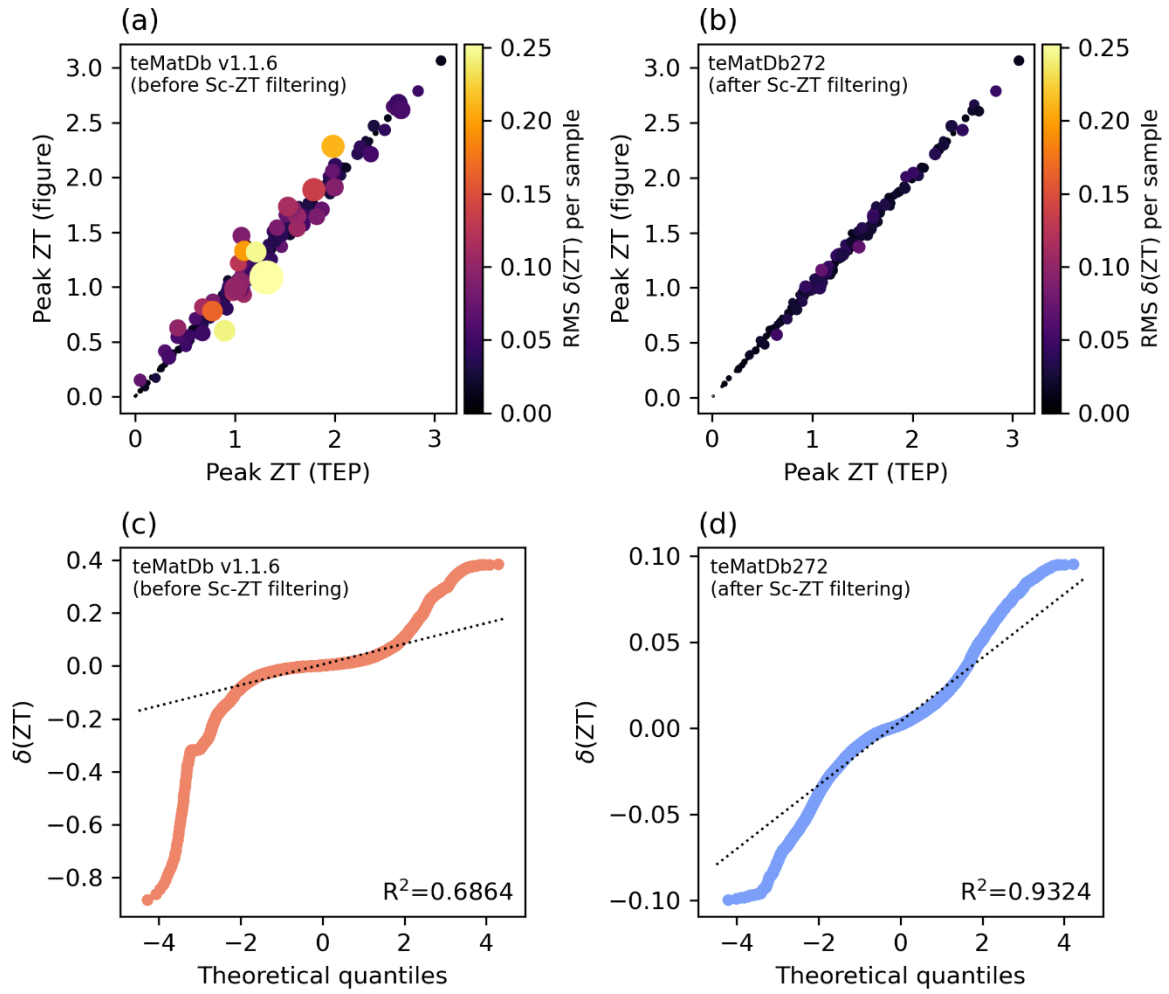 (a)
teMatDb v1.1.6
(before Sc-ZT filtering)
3.0
2.5
2.0
1.5
1.0
0.5
0.0
Peak ZT (figure)
0
1
2
3
Peak ZT (TEP)
0.25
0.20
0.15
0.10
0.05
0.00
RMS δ(ZT) per sample
(b)
teMatDb272
(after Sc-ZT filtering)
3.0
2.5
2.0
1.5
1.0
0.5
0.0
Peak ZT (figure)
0
1
2
3
Peak ZT (TEP)
0.25
0.20
0.15
0.10
0.05
0.00
RMS δ(ZT) per sample
(c)
teMatDb v1.1.6
(before Sc-ZT filtering)
0.4
0.2
0.0
−0.2
−0.4
−0.6
−0.8
δ(ZT)
R²=0.6864
−4
−2
0
2
4
Theoretical quantiles
(d)
teMatDb272
(after Sc-ZT filtering)
0.10
0.05
0.00
−0.05
−0.10
δ(ZT)
R²=0.9324
−4
−2
0
2
4
Theoretical quantiles